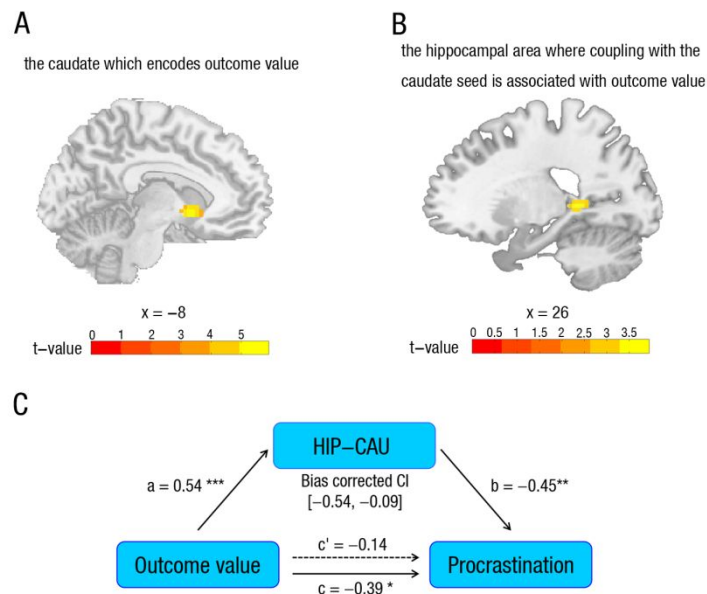 A
the caudate which encodes outcome value
x = −8
t−value
0 1 2 3 4 5
B
the hippocampal area where coupling with the
caudate seed is associated with outcome value
x = 26
t−value
0 0.5 1 1.5 2 2.5 3 3.5
C
HIP−CAU
a = 0.54 ***
Bias corrected CI
[−0.54, −0.09]
b = −0.45**
Outcome value
c' = −0.14
c = −0.39 *
Procrastination